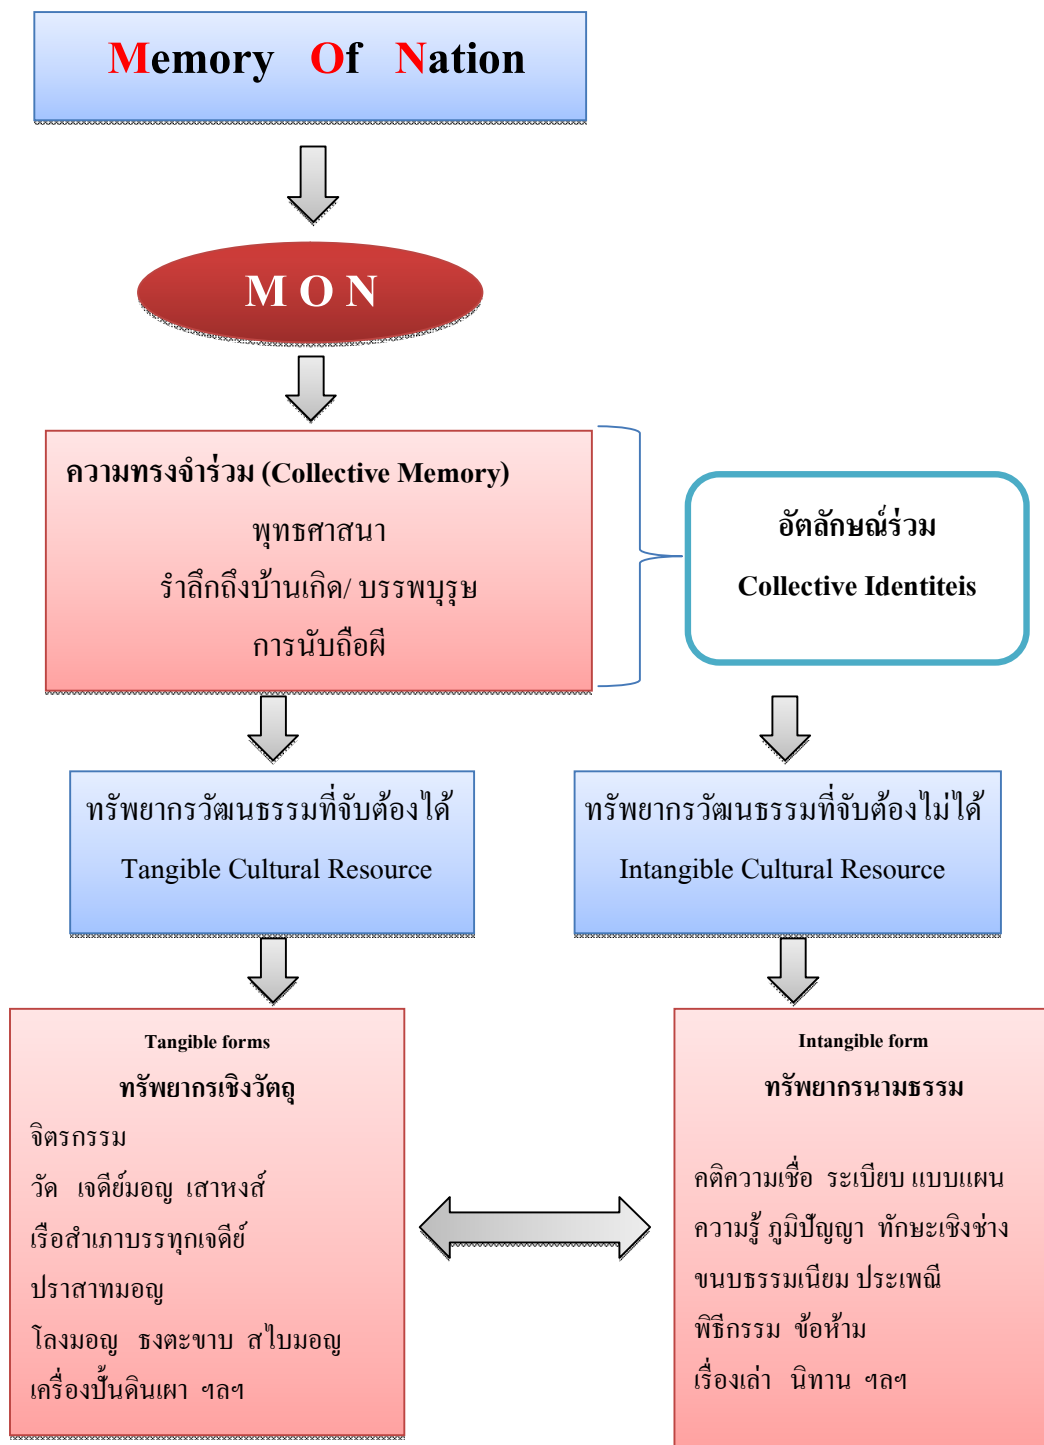 Memory Of Nation
M O N
ความทรงจำร่วม (Collective Memory)
พุทธศาสนา
รำลึกถึงบ้านเกิด/ บรรพบุรุษ
การนับถือผี
อัตลักษณ์ร่วม
Collective Identiteis
ทรัพยากรวัฒนธรรมที่จับต้องได้
Tangible Cultural Resource
ทรัพยากรวัฒนธรรมที่จับต้องไม่ได้
Intangible Cultural Resource
Tangible forms
ทรัพยากรเชิงวัตถุ
จิตรกรรม
วัด เจดีย์มอญ เสาหงส์
เรือสำเภาบรรทุกเจดีย์
ปราสาทมอญ
โลงมอญ ธงตะขาบ สไบมอญ
เครื่องปั้นดินเผา ฯลฯ
Intangible form
ทรัพยากรนามธรรม
คติความเชื่อ ระเบียบ แบบแผน
ความรู้ ภูมิปัญญา ทักษะเชิงช่าง
ขนบธรรมเนียม ประเพณี
พิธีกรรม ข้อห้าม
เรื่องเล่า นิทาน ฯลฯ